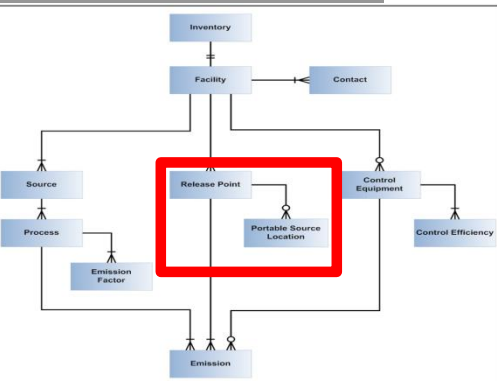 Inventory
Facility
Contact
Source
Release Point
Control
Equipment
Process
Portable Source
Location
Control Efficiency
Emission
Factor
Emission